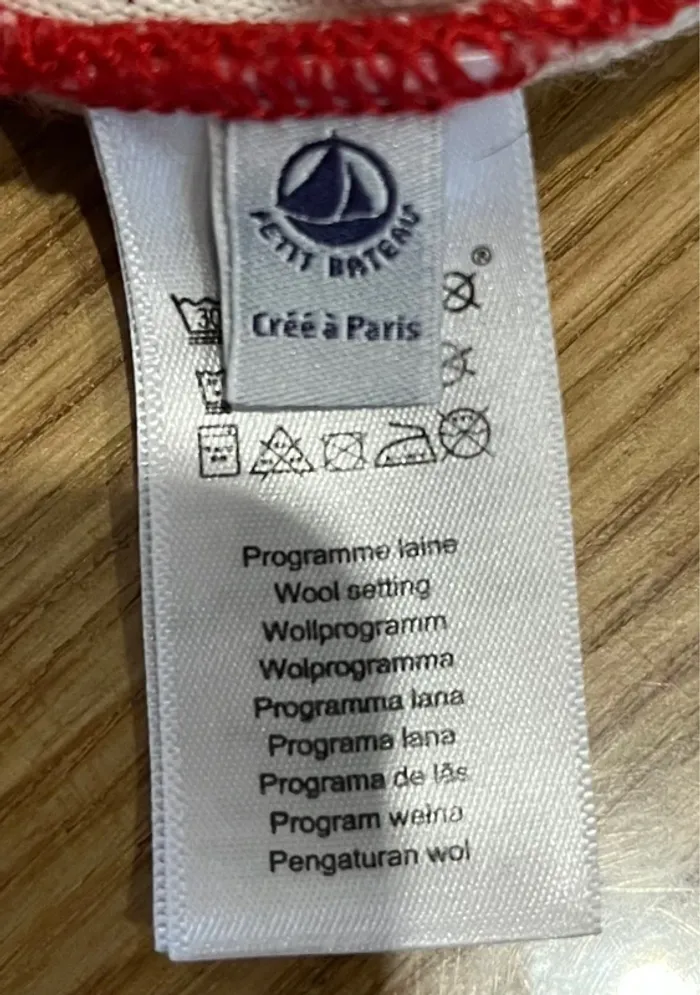 PETIT BATEAU
Créé à Paris
®
30
Programme laine
Wool setting
Wollprogramm
Wolprogramma
Programma lana
Programa lana
Programa de lãs
Program wełna
Pengaturan wol